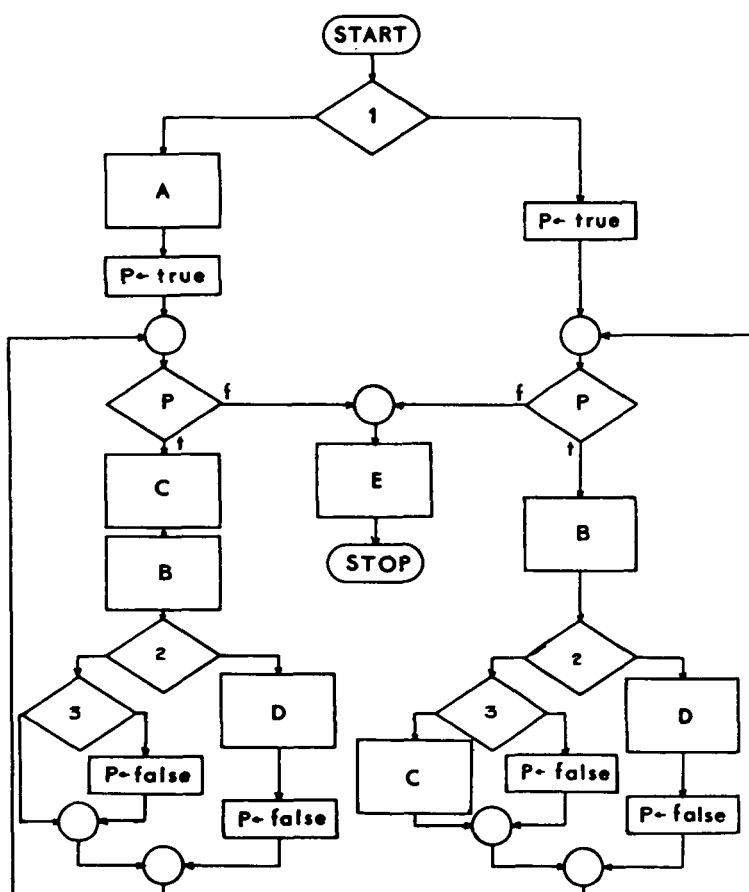 START
1
A
P← true
P← true
P
f
t
f
P
t
C
E
B
B
STOP
2
2
3
D
3
D
P← false
C
P← false
P← false
P← false